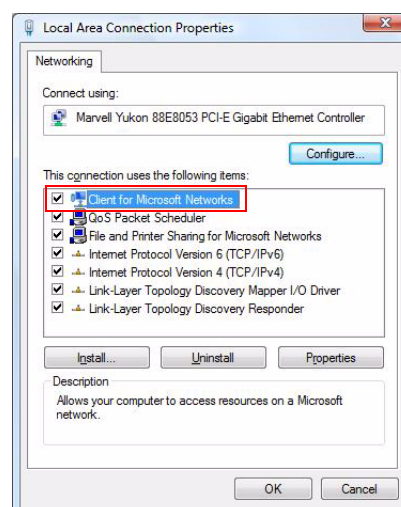 Local Area Connection Properties
Networking
Connect using:
Marvell Yukon 88E8053 PCI-E Gigabit Ethernet Controller
Configure...
This connection uses the following items:
Client for Microsoft Networks
QoS Packet Scheduler
File and Printer Sharing for Microsoft Networks
Internet Protocol Version 6 (TCP/IPv6)
Internet Protocol Version 4 (TCP/IPv4)
Link-Layer Topology Discovery Mapper I/O Driver
Link-Layer Topology Discovery Responder
Install... Uninstall Properties
Description
Allows your computer to access resources on a Microsoft
network.
OK Cancel